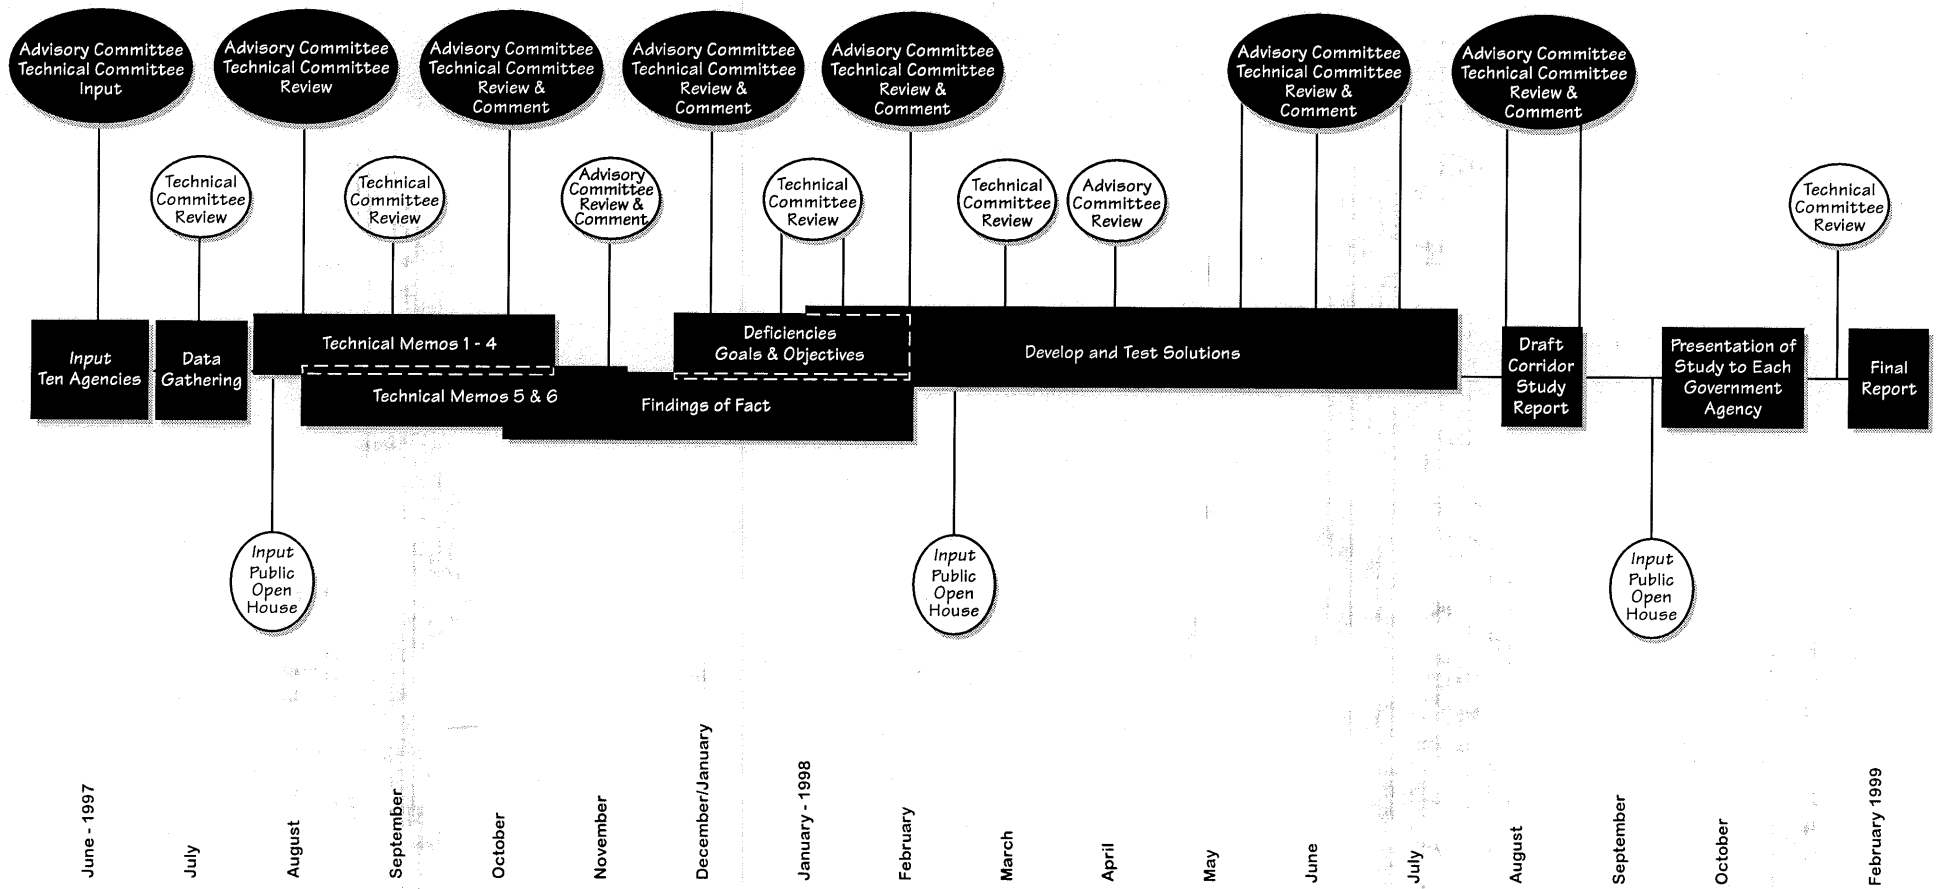 Advisory Committee
Technical Committee
Input
Advisory Committee
Technical Committee
Review
Advisory Committee
Technical Committee
Review &
Comment
Advisory Committee
Technical Committee
Review &
Comment
Advisory Committee
Technical Committee
Review &
Comment
Advisory Committee
Technical Committee
Review &
Comment
Advisory Committee
Technical Committee
Review &
Comment
Technical
Committee
Review
Technical
Committee
Review
Advisory
Committee
Review &
Comment
Technical
Committee
Review
Technical
Committee
Review
Advisory
Committee
Review
Technical
Committee
Review
Input
Ten Agencies
Data
Gathering
Technical Memos 1 - 4
Technical Memos 5 & 6
Findings of Fact
Deficiencies
Goals & Objectives
Develop and Test Solutions
Draft
Corridor
Study
Report
Presentation of
Study to Each
Government
Agency
Final
Report
Input
Public
Open
House
Input
Public
Open
House
Input
Public
Open
House
June - 1997
July
August
September
October
November
December/January
January - 1998
February
March
April
May
June
July
August
September
October
February 1999